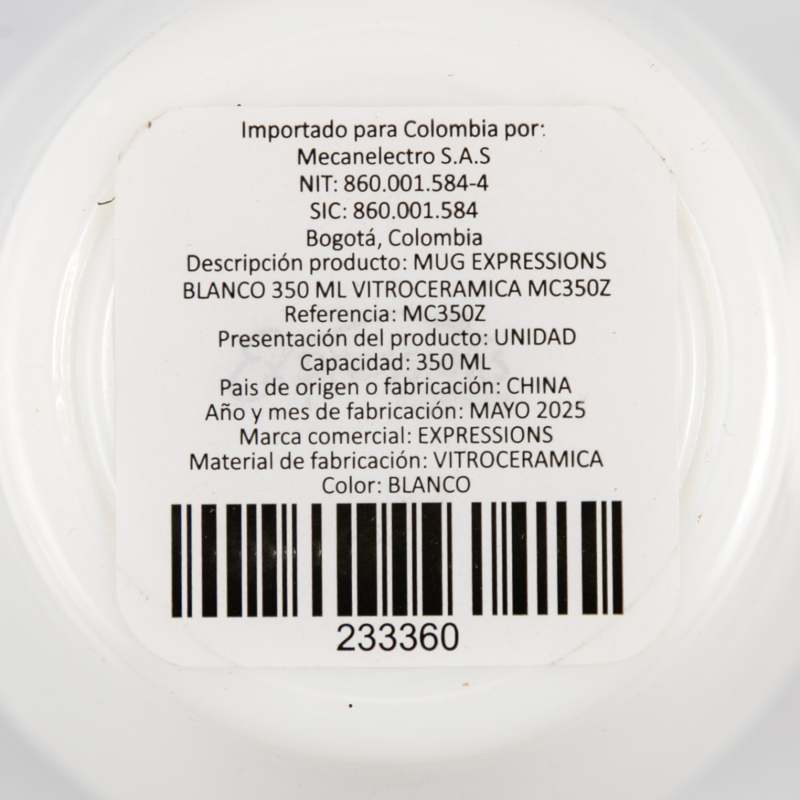 Importado para Colombia por:
Mecanelectro S.A.S
NIT: 860.001.584-4
SIC: 860.001.584
Bogotá, Colombia
Descripción producto: MUG EXPRESSIONS
BLANCO 350 ML VITROCERAMICA MC350Z
Referencia: MC350Z
Presentación del producto: UNIDAD
Capacidad: 350 ML
Pais de origen o fabricación: CHINA
Año y mes de fabricación: MAYO 2025
Marca comercial: EXPRESSIONS
Material de fabricación: VITROCERAMICA
Color: BLANCO
233360